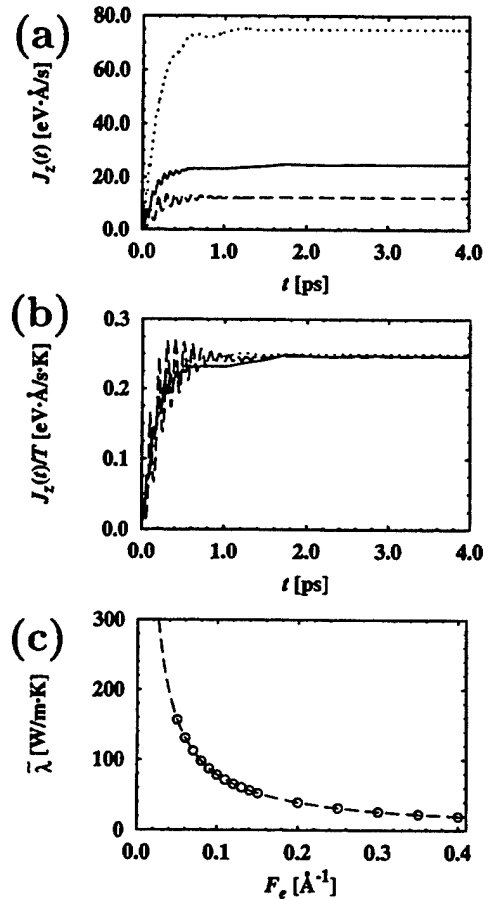 (a)
80.0
60.0
40.0
20.0
0.0
J_z(t) [eV·Å/s]
0.0 1.0 2.0 3.0 4.0
t [ps]
(b)
0.3
0.2
0.1
0.0
J_z(t)/T [eV·Å/s·K]
0.0 1.0 2.0 3.0 4.0
t [ps]
(c)
300
200
100
0
λ̃ [W/m·K]
0.0 0.1 0.2 0.3 0.4
F_e [Å⁻¹]